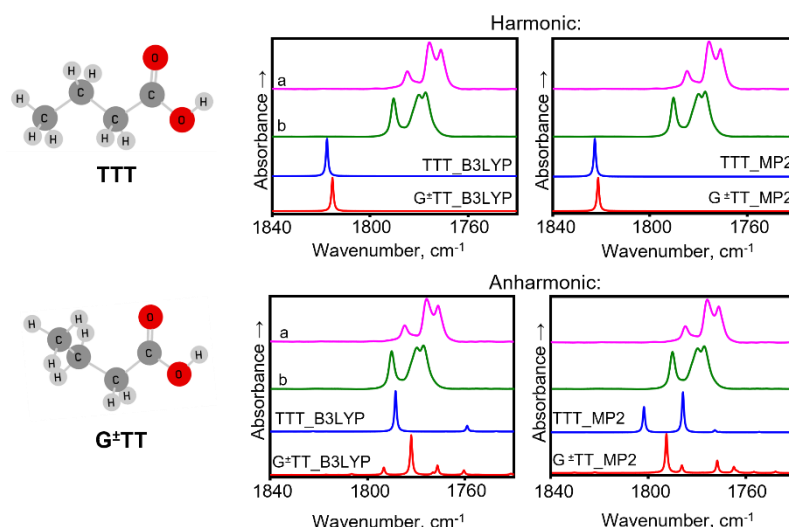 Harmonic:
O
H
H
H
H
C
C
C
C
H
H
H
H
O
TTT
Absorbance →
a
b
TTT_B3LYP
G±TT_B3LYP
1840
1800
1760
Wavenumber, cm-1
Absorbance →
a
b
TTT_MP2
G±TT_MP2
1840
1800
1760
Wavenumber, cm-1
Anharmonic:
H
H
C
H
H
C
H
C
C
O
O
H
H
H
G±TT
Absorbance →
a
b
TTT_B3LYP
G±TT_B3LYP
1840
1800
1760
Wavenumber, cm-1
Absorbance →
a
b
TTT_MP2
G±TT_MP2
1840
1800
1760
Wavenumber, cm-1